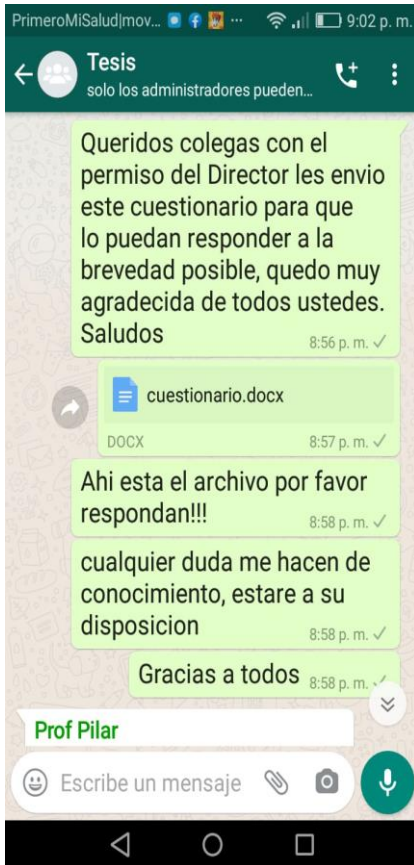 PrimeroMiSalud|mov... 9:02 p. m.
Tesis
solo los administradores pueden...
Queridos colegas con el
permiso del Director les envio
este cuestionario para que
lo puedan responder a la
brevedad posible, quedo muy
agradecida de todos ustedes.
Saludos
8:56 p. m.
cuestionario.docx
DOCX 8:57 p. m.
Ahi esta el archivo por favor
respondan!!!
8:58 p. m.
cualquier duda me hacen de
conocimiento, estare a su
disposicion
8:58 p. m.
Gracias a todos 8:58 p. m.
Prof Pilar
Escribe un mensaje